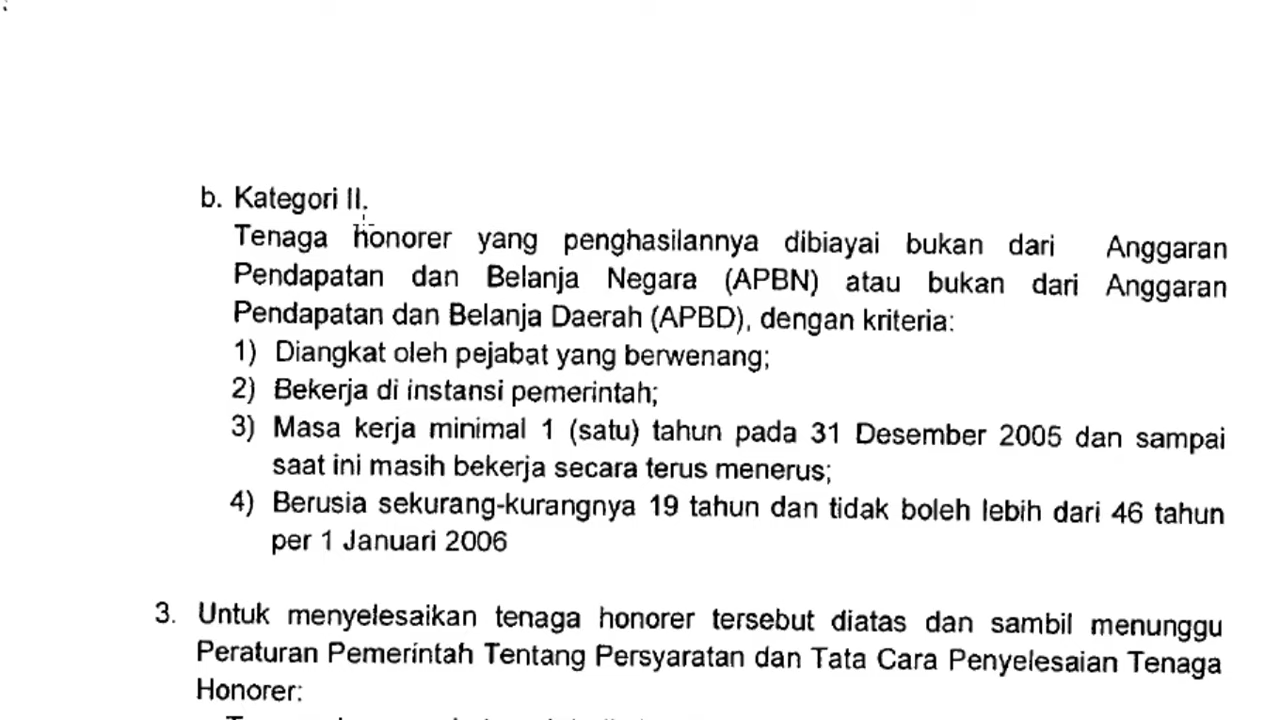 b. Kategori II.
Tenaga honorer yang penghasilannya dibiayai bukan dari Anggaran
Pendapatan dan Belanja Negara (APBN) atau bukan dari Anggaran
Pendapatan dan Belanja Daerah (APBD), dengan kriteria:
1) Diangkat oleh pejabat yang berwenang;
2) Bekerja di instansi pemerintah;
3) Masa kerja minimal 1 (satu) tahun pada 31 Desember 2005 dan sampai
saat ini masih bekerja secara terus menerus;
4) Berusia sekurang-kurangnya 19 tahun dan tidak boleh lebih dari 46 tahun
per 1 Januari 2006
3. Untuk menyelesaikan tenaga honorer tersebut diatas dan sambil menunggu
Peraturan Pemerintah Tentang Persyaratan dan Tata Cara Penyelesaian Tenaga
Honorer: